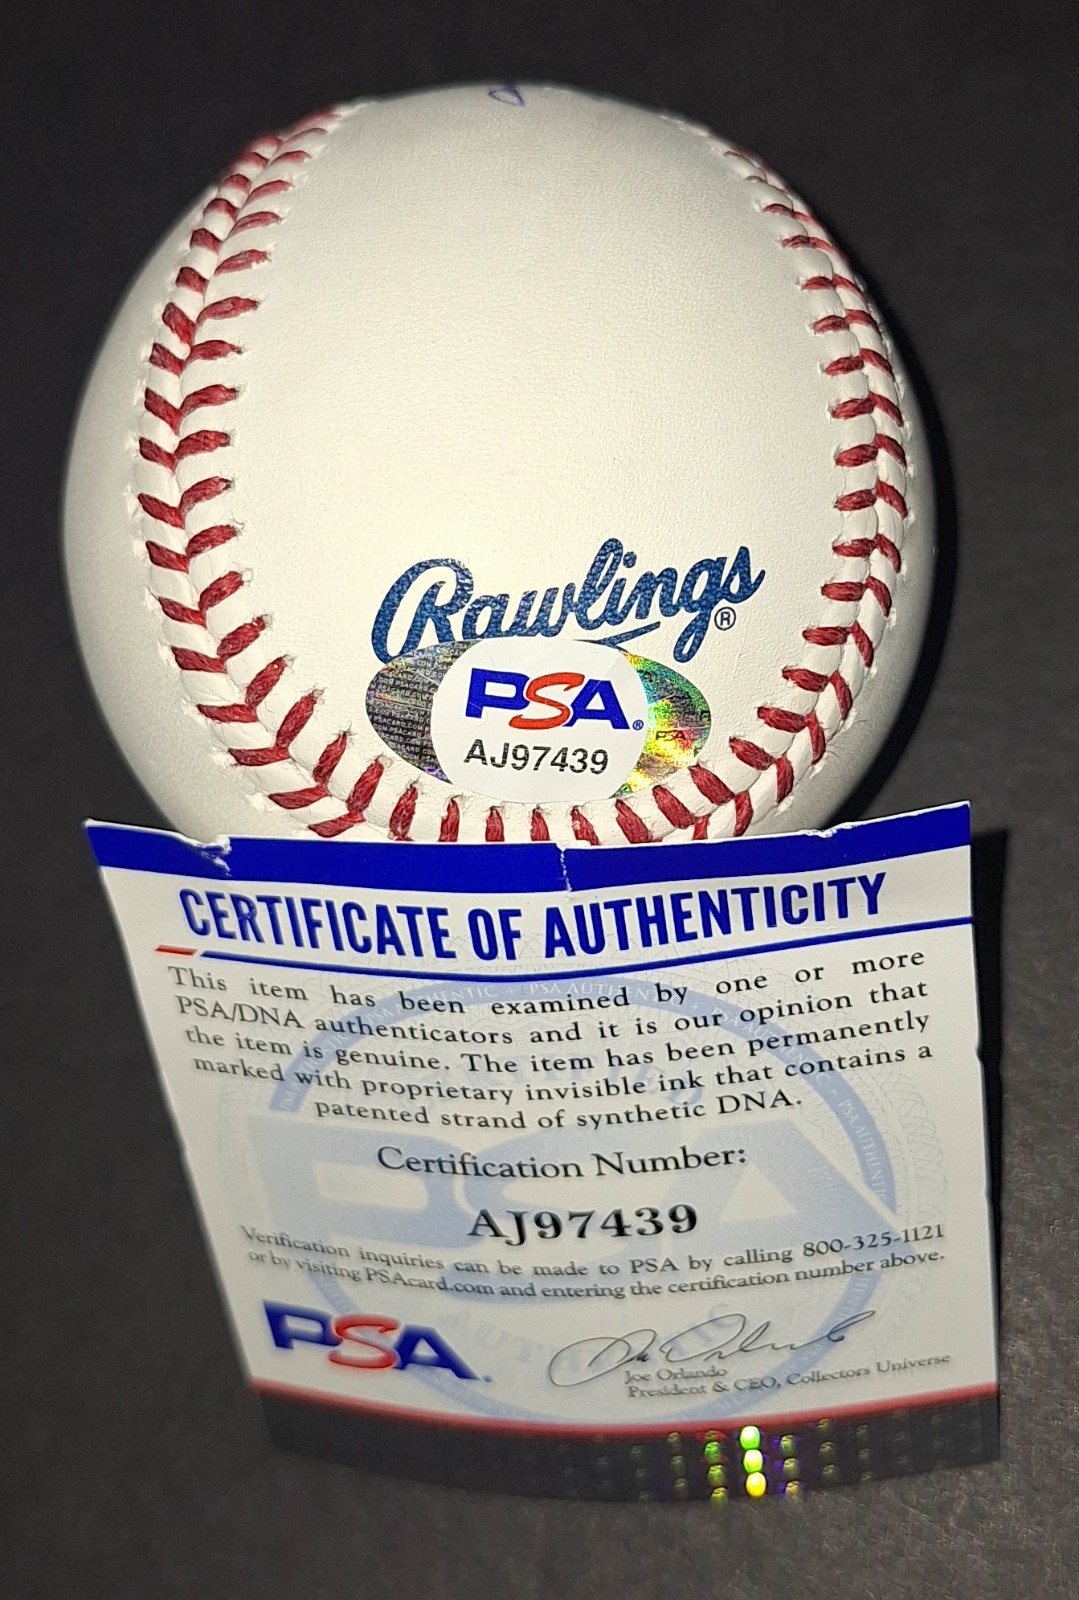 Rawlings®
PSA®
AJ97439
PSA
CERTIFICATE OF AUTHENTICITY
This item has been examined by one or more
PSA/DNA authenticators and it is our opinion that
the item is genuine. The item has been permanently
marked with proprietary invisible ink that contains a
patented strand of synthetic DNA.
Certification Number:
AJ97439
Verification inquiries can be made to PSA by calling 800-325-1121
or by visiting PSAcard.com and entering the certification number above.
PSA.
Joe Orlando
President & CEO, Collectors Universe